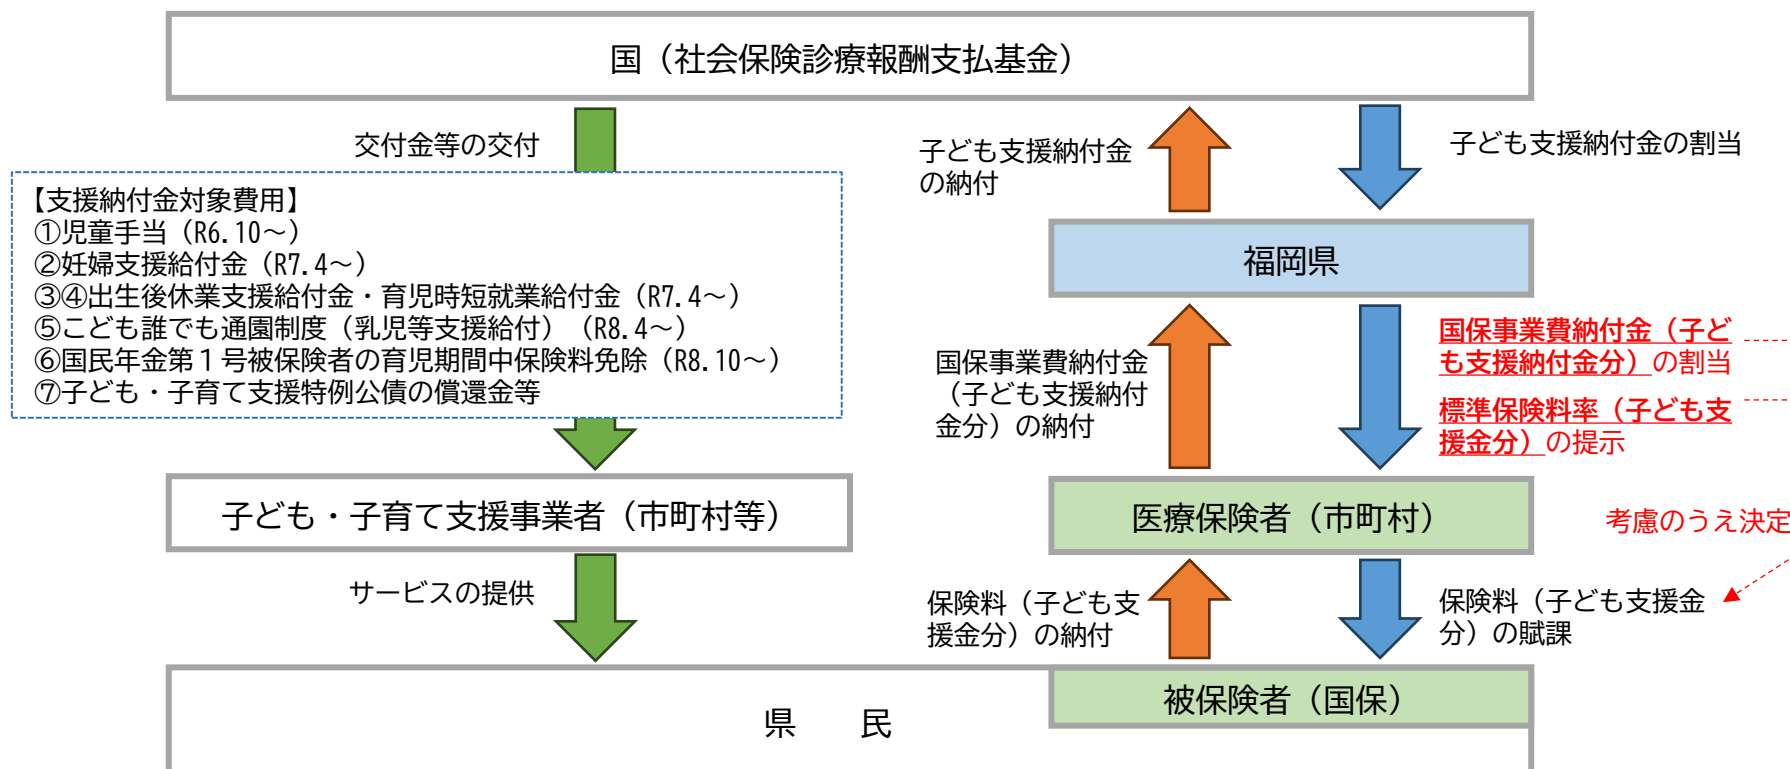 国（社会保険診療報酬支払基金）
交付金等の交付
【支援納付金対象費用】
①児童手当（R6.10～）
②妊婦支援給付金（R7.4～）
③④出生後休業支援給付金・育児時短就業給付金（R7.4～）
⑤こども誰でも通園制度（乳児等支援給付）（R8.4～）
⑥国民年金第１号被保険者の育児期間中保険料免除（R8.10～）
⑦子ども・子育て支援特例公債の償還金等
子ども・子育て支援事業者（市町村等）
サービスの提供
子ども支援納付金
の納付
子ども支援納付金の割当
福岡県
国保事業費納付金
（子ども支援納付
金分）の納付
国保事業費納付金（子ど
も支援納付金分）の割当
標準保険料率（子ども支
援金分）の提示
医療保険者（市町村）
考慮のうえ決定
保険料（子ども支
援金分）の納付
保険料（子ども支援金
分）の賦課
被保険者（国保）
県　　民